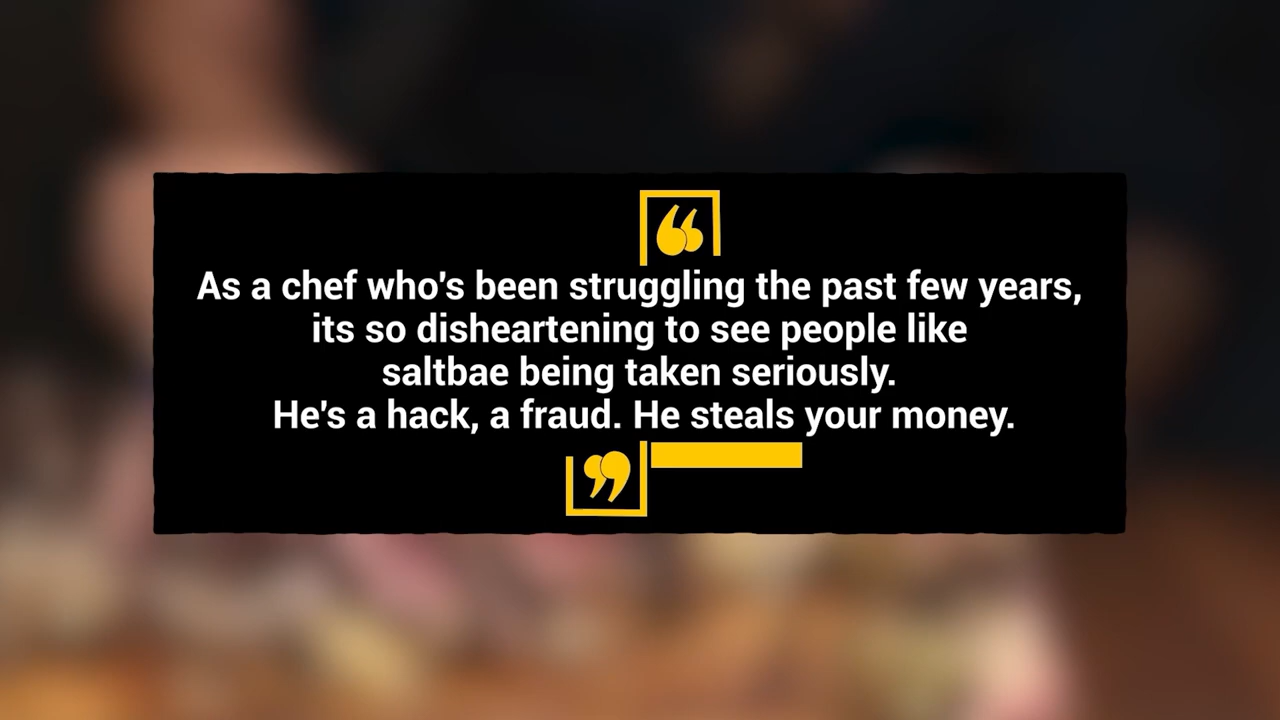 “
As a chef who's been struggling the past few years,
its so disheartening to see people like
saltbae being taken seriously.
He's a hack, a fraud. He steals your money.
”